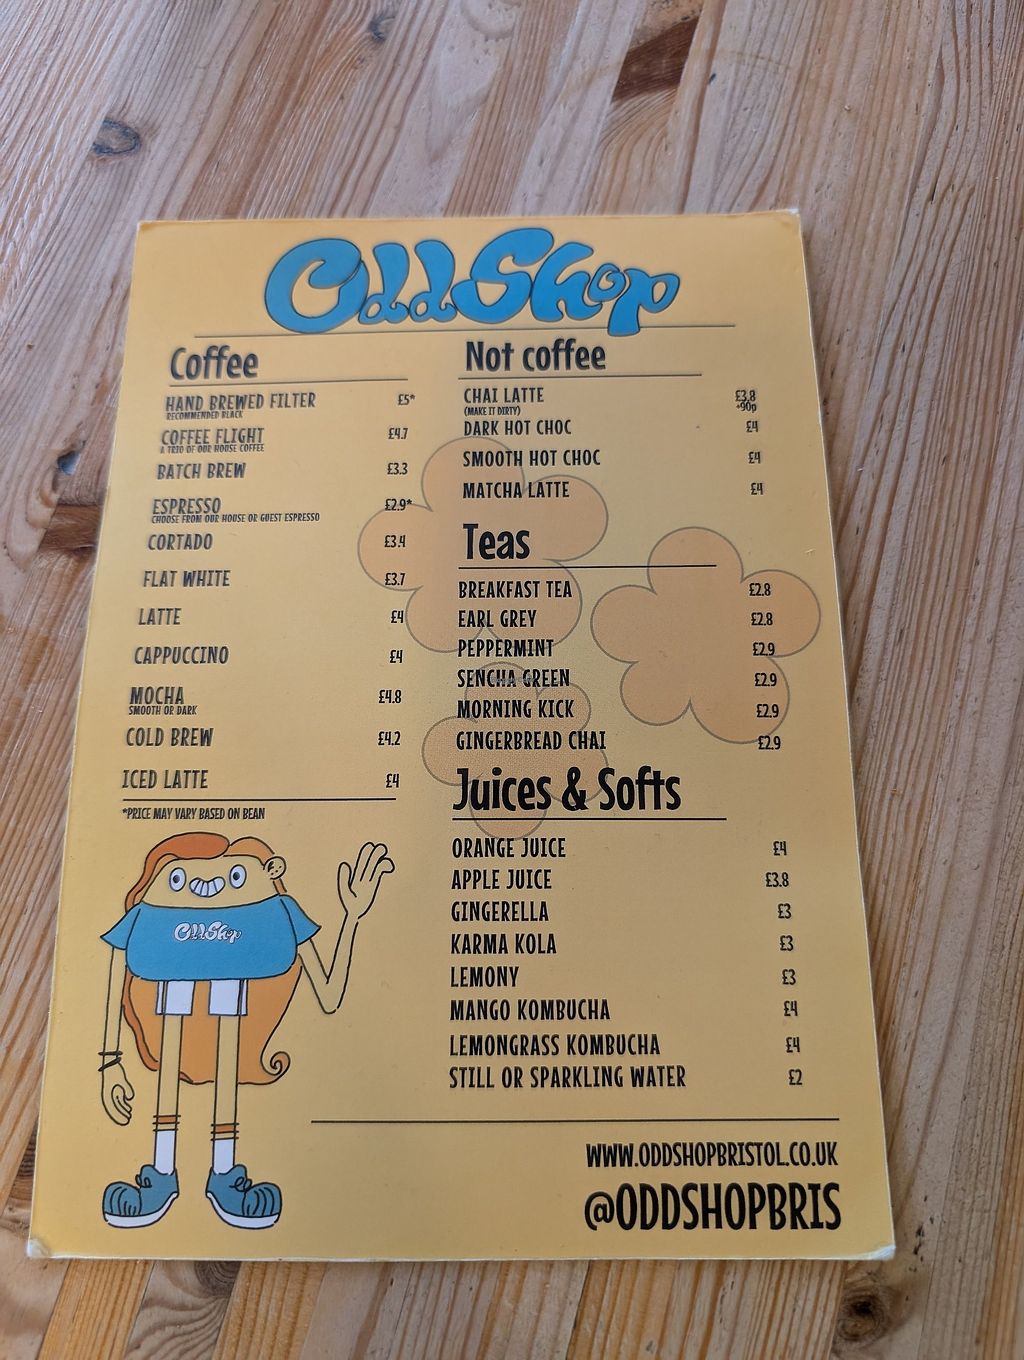 OddShop
Coffee
HAND BREWED FILTER £5*
RECOMMENDED BLACK
COFFEE FLIGHT £4.7
A TRIO OF OUR HOUSE COFFEE
BATCH BREW £3.3
ESPRESSO £2.9*
CHOOSE FROM OUR HOUSE OR GUEST ESPRESSO
CORTADO £3.4
FLAT WHITE £3.7
LATTE £4
CAPPUCCINO £4
MOCHA £4.8
SMOOTH OR DARK
COLD BREW £4.2
ICED LATTE £4
*PRICE MAY VARY BASED ON BEAN
OddShop
Not coffee
CHAI LATTE £3.8
(MAKE IT DIRTY) +90p
DARK HOT CHOC £4
SMOOTH HOT CHOC £4
MATCHA LATTE £4
Teas
BREAKFAST TEA £2.8
EARL GREY £2.8
PEPPERMINT £2.9
SENCHA GREEN £2.9
MORNING KICK £2.9
GINGERBREAD CHAI £2.9
Juices & Softs
ORANGE JUICE £4
APPLE JUICE £3.8
GINGERELLA £3
KARMA KOLA £3
LEMONY £3
MANGO KOMBUCHA £4
LEMONGRASS KOMBUCHA £4
STILL OR SPARKLING WATER £2
WWW.ODDSHOPBRISTOL.CO.UK
@ODDSHOPBRIS